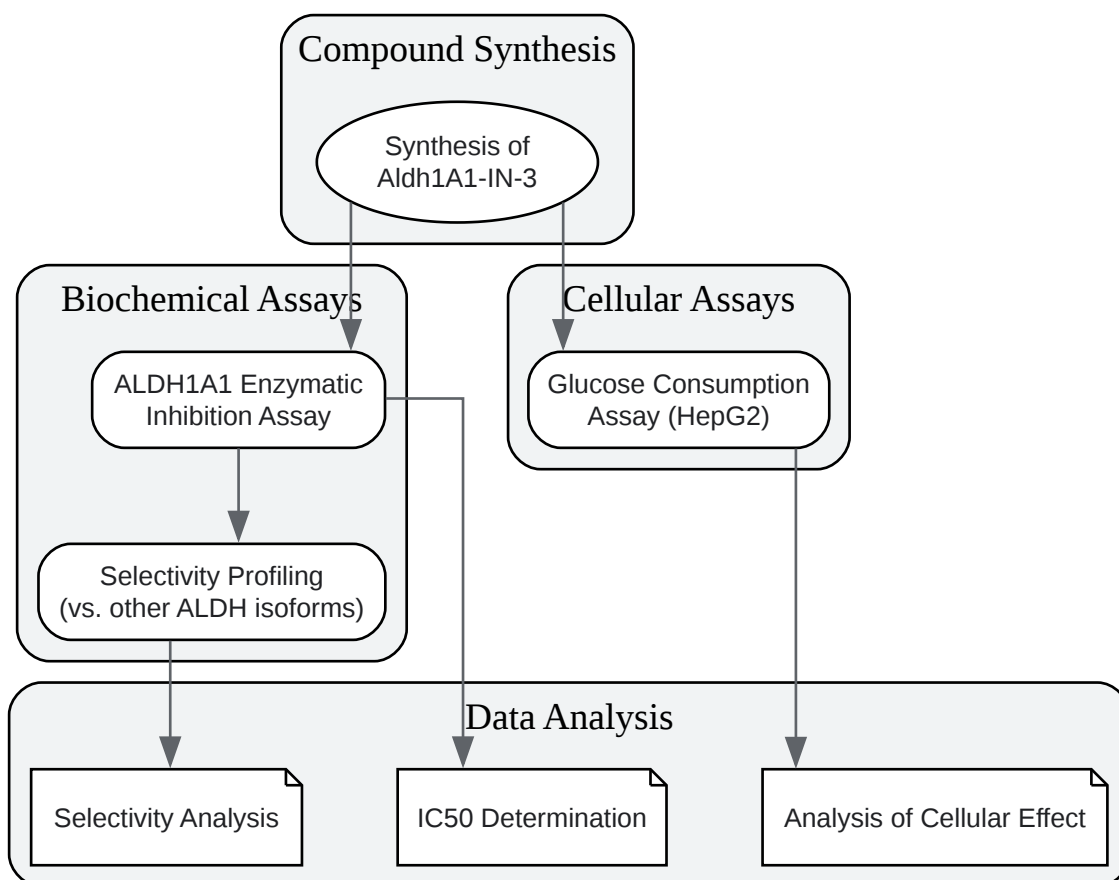 Compound Synthesis
Synthesis of
Aldh1A1-IN-3
Biochemical Assays
Cellular Assays
ALDH1A1 Enzymatic
Inhibition Assay
Glucose Consumption
Assay (HepG2)
Selectivity Profiling
(vs. other ALDH isoforms)
Data Analysis
Selectivity Analysis
IC50 Determination
Analysis of Cellular Effect